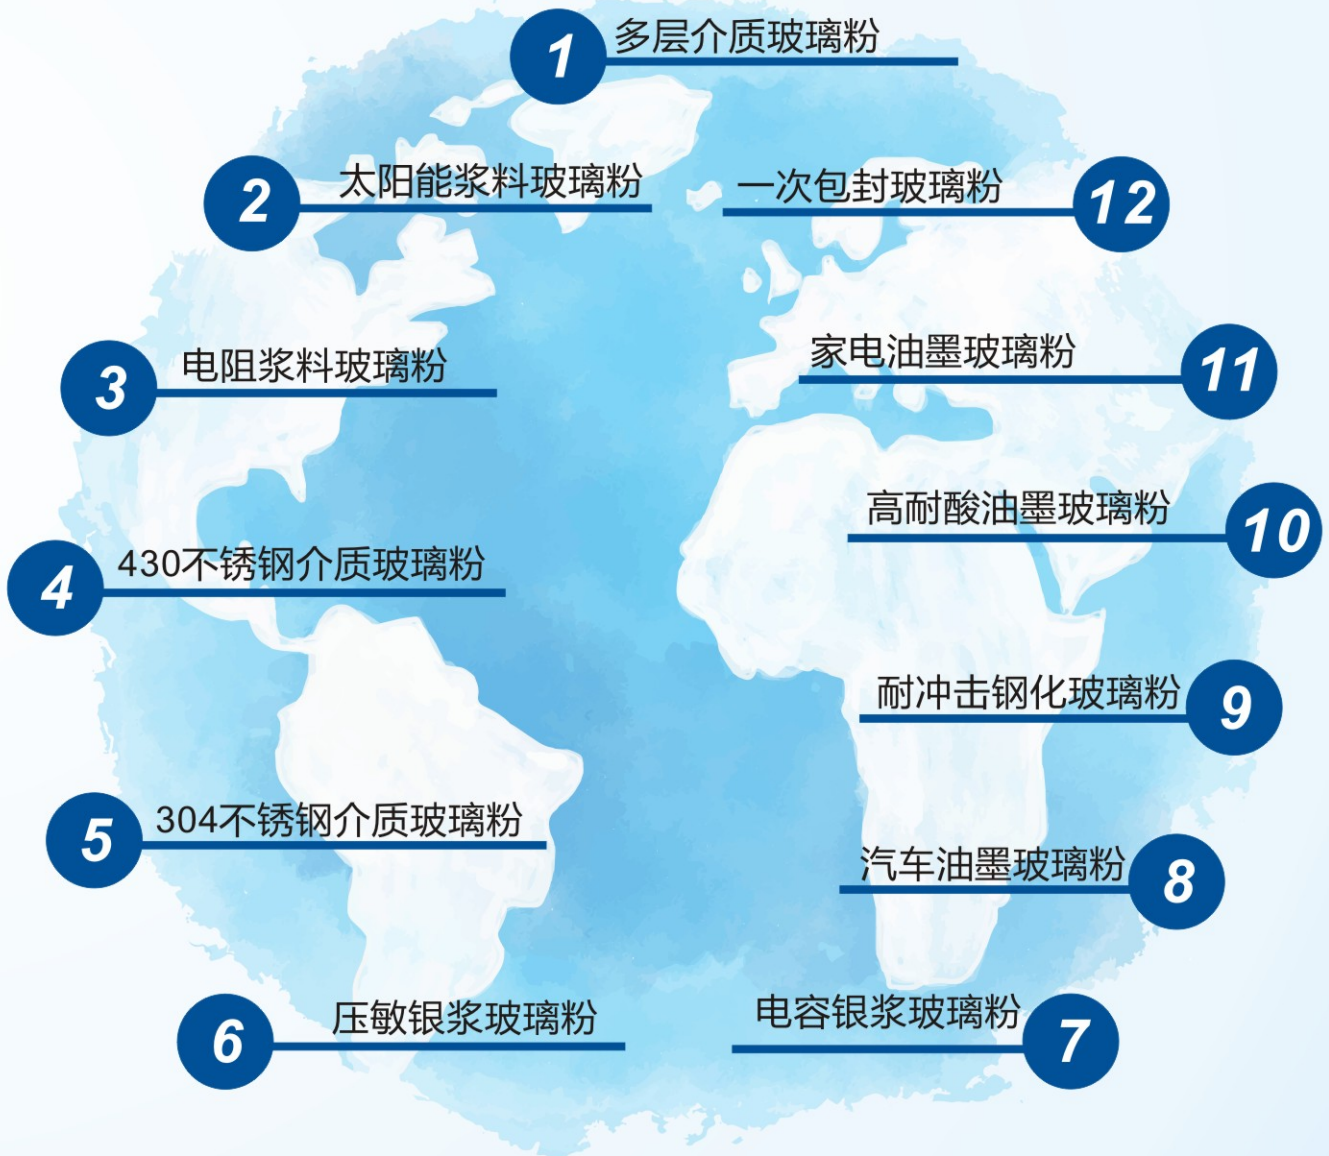 1 多层介质玻璃粉
2 太阳能浆料玻璃粉
3 电阻浆料玻璃粉
4 430不锈钢介质玻璃粉
5 304不锈钢介质玻璃粉
6 压敏银浆玻璃粉
电容银浆玻璃粉 7
汽车油墨玻璃粉 8
耐冲击钢化玻璃粉 9
高耐酸油墨玻璃粉 10
家电油墨玻璃粉 11
一次包封玻璃粉 12